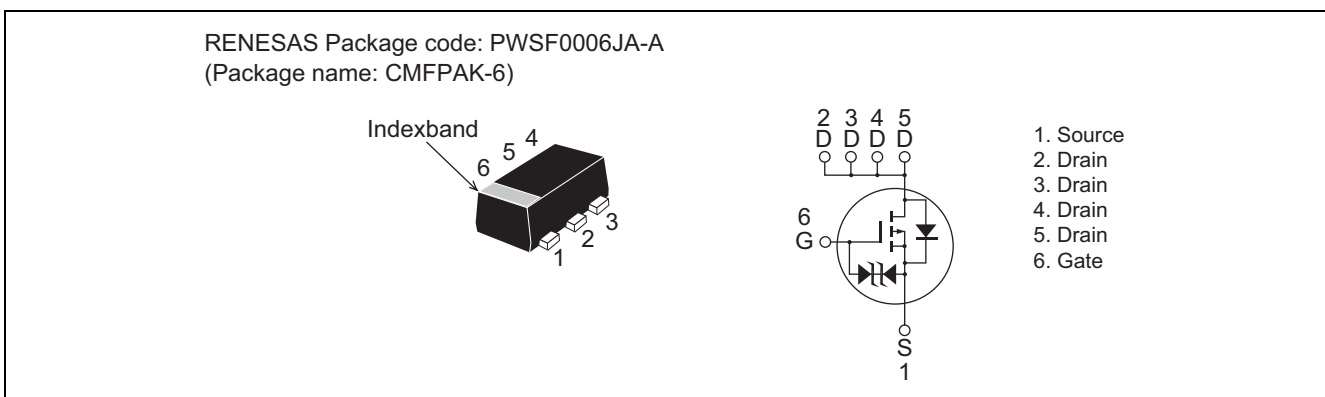 RENESAS Package code: PWSF0006JA-A
(Package name: CMFPAK-6)
Indexband
6 5 4
1 2 3
2 3 4 5
D D D D
6
G
S
1
1. Source
2. Drain
3. Drain
4. Drain
5. Drain
6. Gate